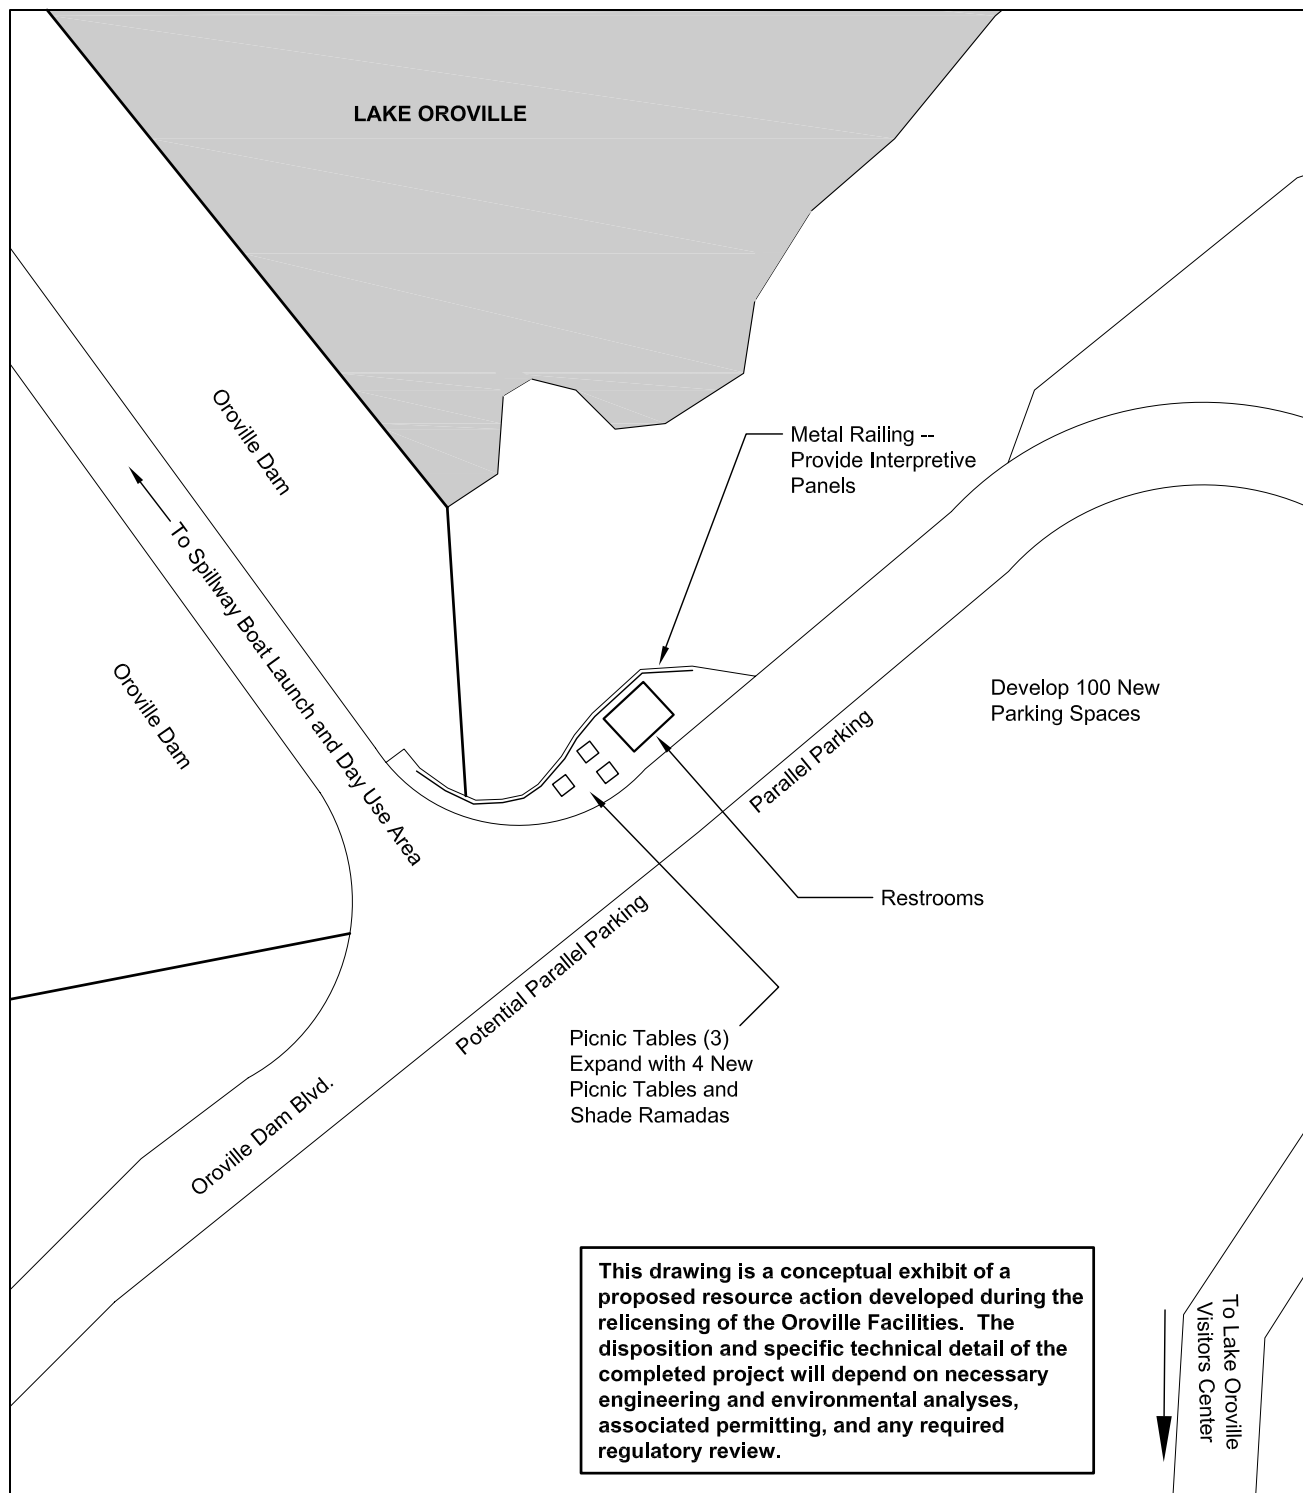 LAKE OROVILLE
Oroville Dam
Metal Railing --
Provide Interpretive
Panels
To Spillway Boat Launch and Day Use Area
Oroville Dam
Develop 100 New
Parking Spaces
Parallel Parking
Restrooms
Potential Parallel Parking
Picnic Tables (3)
Expand with 4 New
Picnic Tables and
Shade Ramadas
Oroville Dam Blvd.
This drawing is a conceptual exhibit of a
proposed resource action developed during the
relicensing of the Oroville Facilities. The
disposition and specific technical detail of the
completed project will depend on necessary
engineering and environmental analyses,
associated permitting, and any required
regulatory review.
To Lake Oroville
Visitors Center